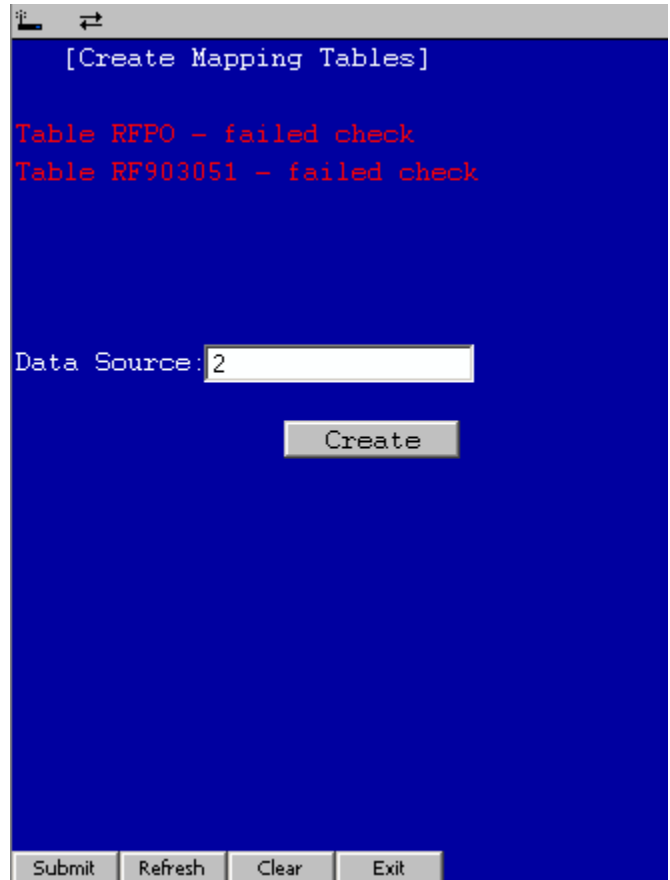 [Create Mapping Tables]
Table RFPO - failed check
Table RF903051 - failed check
Data Source: 2
Create
Submit Refresh Clear Exit